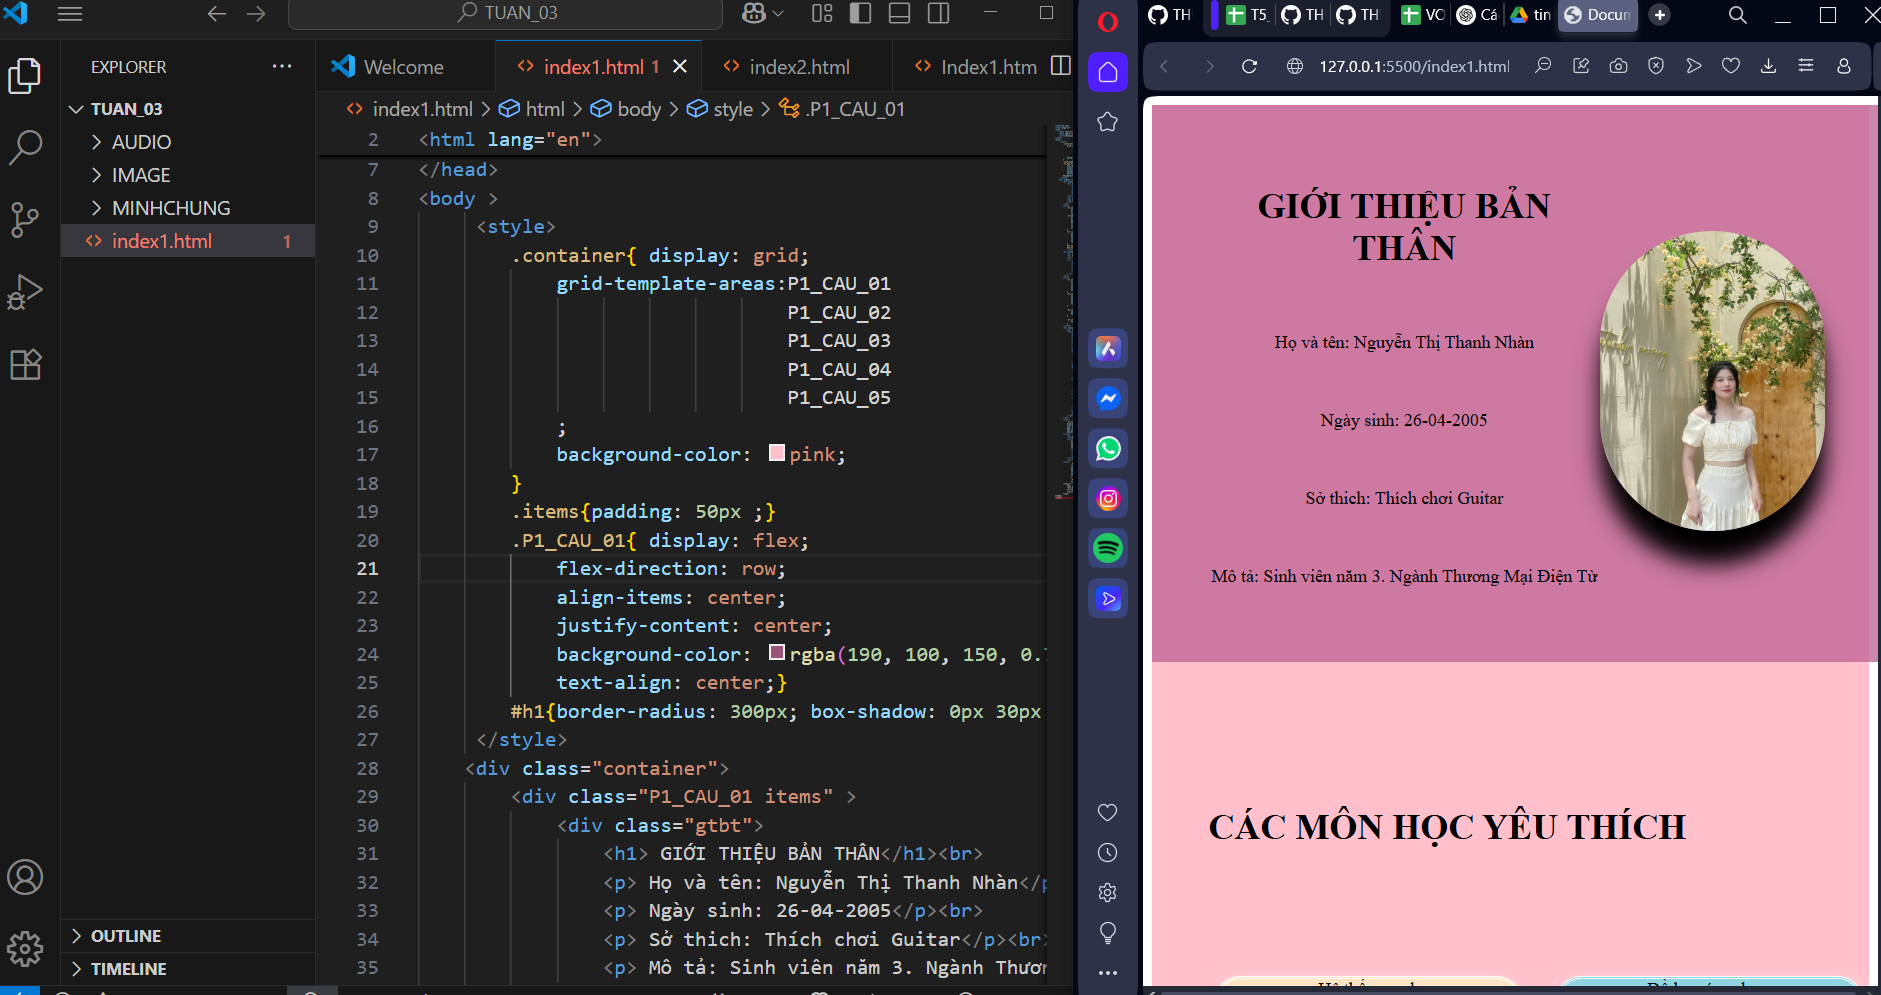 TUAN_03
EXPLORER
TUAN_03
AUDIO
IMAGE
MINHCHUNG
index1.html 1
OUTLINE
TIMELINE
Welcome
index1.html 1
index2.html
Index1.htm
index1.html > html > body > style > .P1_CAU_01
2 <html lang="en">
7 </head>
8 <body >
9 <style>
10 .container{ display: grid;
11 grid-template-areas:P1_CAU_01
12 P1_CAU_02
13 P1_CAU_03
14 P1_CAU_04
15 P1_CAU_05
16 ;
17 background-color: pink;
18 }
19 .items{padding: 50px ;}
20 .P1_CAU_01{ display: flex;
21 flex-direction: row;
22 align-items: center;
23 justify-content: center;
24 background-color: rgba(190, 100, 150, 0.
25 text-align: center;}
26 #h1{border-radius: 300px; box-shadow: 0px 30px
27 </style>
28 <div class="container">
29 <div class="P1_CAU_01 items" >
30 <div class="gtbt">
31 <h1> GIỚI THIỆU BẢN THÂN</h1><br>
32 <p> Họ và tên: Nguyễn Thị Thanh Nhàn</p
33 <p> Ngày sinh: 26-04-2005</p><br>
34 <p> Sở thich: Thích chơi Guitar</p><br>
35 <p> Mô tả: Sinh viên năm 3. Ngành Thươn
TH
T5_
TH
TH
VO
Cá
tin
Docum
127.0.0.1:5500/index1.html
GIỚI THIỆU BẢN
THÂN
Họ và tên: Nguyễn Thị Thanh Nhàn
Ngày sinh: 26-04-2005
Sở thich: Thích chơi Guitar
Mô tả: Sinh viên năm 3. Ngành Thương Mại Điện Tử
CÁC MÔN HỌC YÊU THÍCH